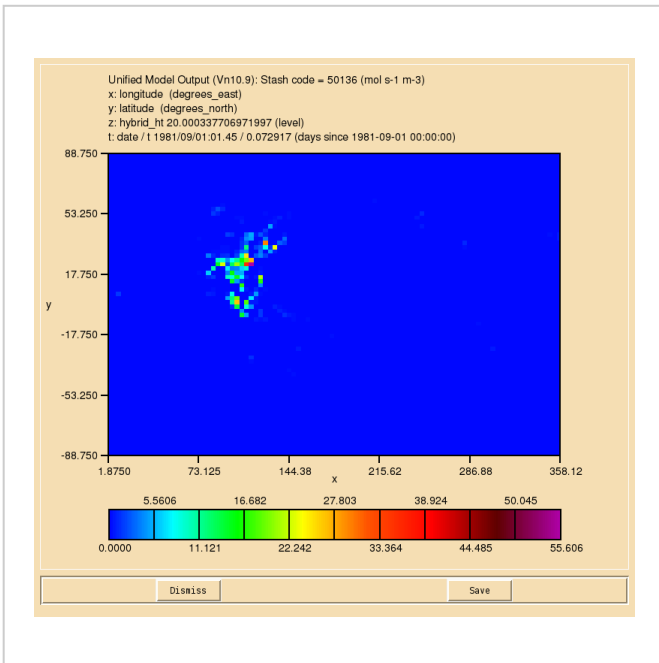 Unified Model Output (Vn10.9): Stash code = 50136 (mol s-1 m-3)
x: longitude (degrees_east)
y: latitude (degrees_north)
z: hybrid_ht 20.000337706971997 (level)
t: date / t 1981/09/01:01.45 / 0.072917 (days since 1981-09-01 00:00:00)
88.750
53.250
17.750
y
-17.750
-53.250
-88.750
1.8750 73.125 144.38 215.62 286.88 358.12
x
5.5606 16.682 27.803 38.924 50.045
0.0000 11.121 22.242 33.364 44.485 55.606
Dismiss Save